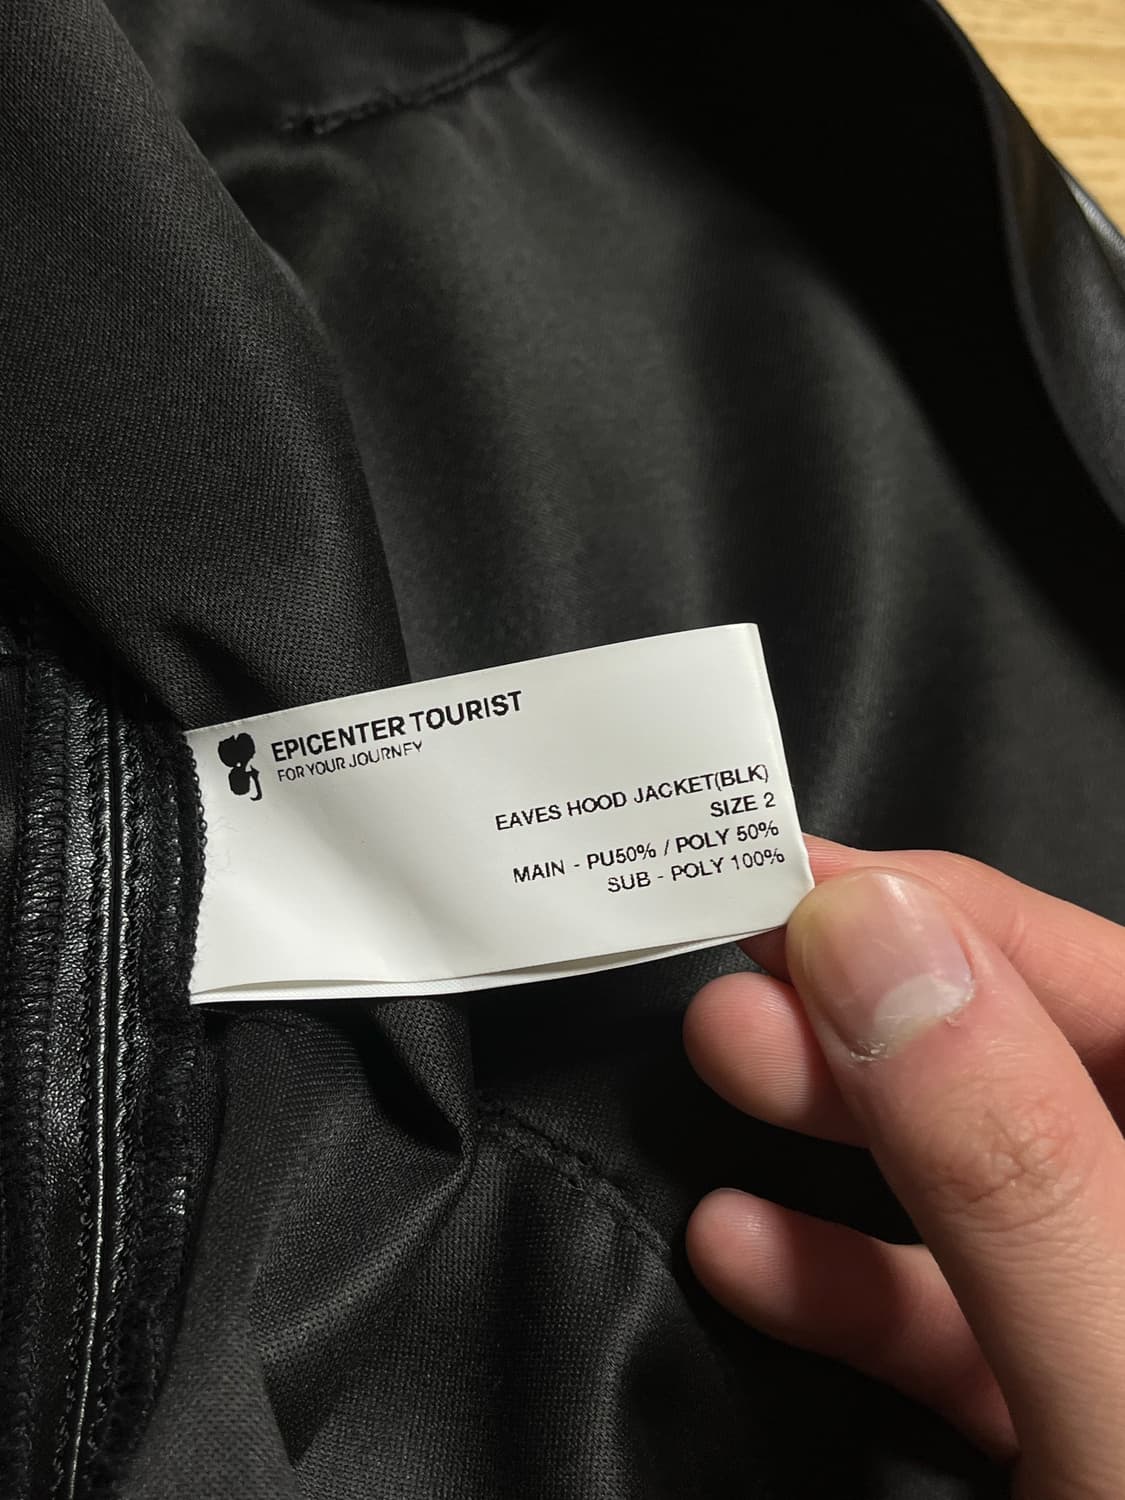 EPICENTER TOURIST
FOR YOUR JOURNEY
EAVES HOOD JACKET(BLK)
SIZE 2
MAIN - PU50% / POLY 50%
SUB - POLY 100%